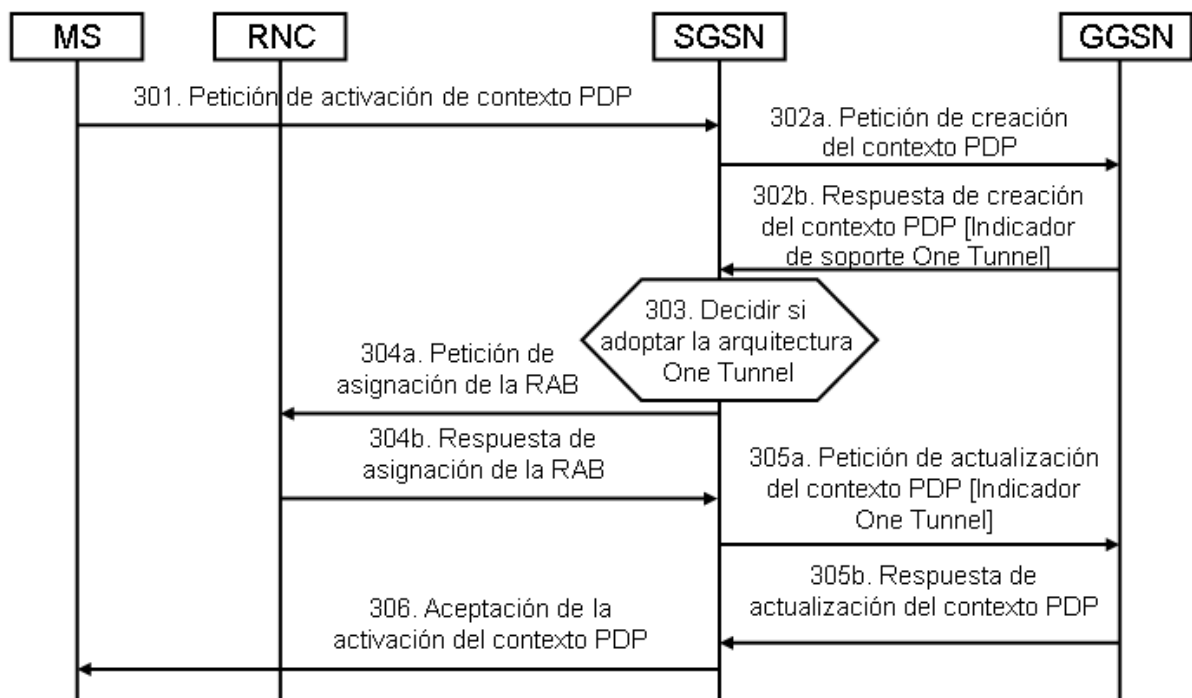 MS
RNC
SGSN
GGSN
301. Petición de activación de contexto PDP
302a. Petición de creación
del contexto PDP
302b. Respuesta de creación
del contexto PDP [Indicador
de soporte One Tunnel]
303. Decidir si
adoptar la arquitectura
One Tunnel
304a. Petición de
asignación de la RAB
304b. Respuesta de
asignación de la RAB
305a. Petición de actualización
del contexto PDP [Indicador
One Tunnel]
305b. Respuesta de
actualización del contexto PDP
306. Aceptación de la
activación del contexto PDP